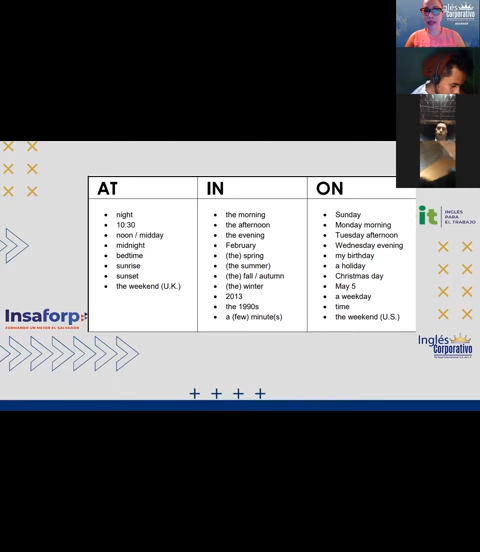 glés
Corporativo
AT
IN
ON
night
10:30
noon / midday
midnight
bedtime
sunrise
sunset
the weekend (U.K.)
the morning
the afternoon
the evening
February
(the) spring
(the summer)
(the) fall / autumn
(the) winter
2013
the 1990s
a (few) minute(s)
Sunday
Monday morning
Tuesday afternoon
Wednesday evening
my birthday
a holiday
Christmas day
May 5
a weekday
time
the weekend (U.S.)
it
INGLÉS
PARA
EL TRABAJO
Insaforp
FORMANDO UN MEJOR EL SALVADOR
Inglés
Corporativo